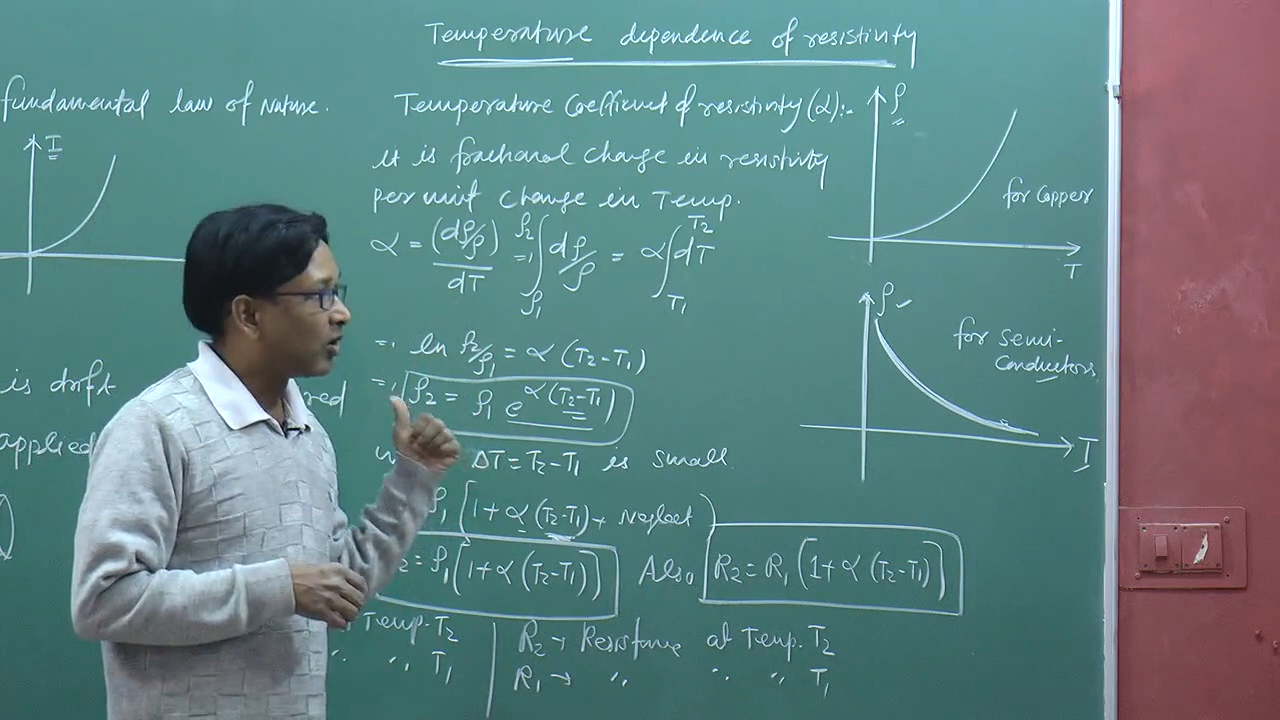 Temperature dependence of resistivity
fundamental law of Nature.
I
Temperature Coefficient of resistivity (α):-
it is fractional change in resistivity
per unit change in Temp.
α = (dρ/ρ)/dT ⇒ ∫ρ₁^ρ₂ dρ/ρ = α∫T₁^T₂ dT
⇒ ln ρ₂/ρ₁ = α (T₂-T₁)
⇒ ρ₂ = ρ₁ e^α(T₂-T₁)
ΔT = T₂-T₁ is small
ρ₁ [1+ α (T₂-T₁) + Neglect )
₂ = ρ₁ [1+α (T₂-T₁)]
Also R₂ = R₁ (1+ α (T₂-T₁))
Temp. T₂
〃 〃 T₁
R₂ → Resistance at Temp. T₂
R₁ → 〃 〃 〃 T₁
ρ
for Copper
T
ρ
for Semi-
Conductors
T
is drift
red
applied